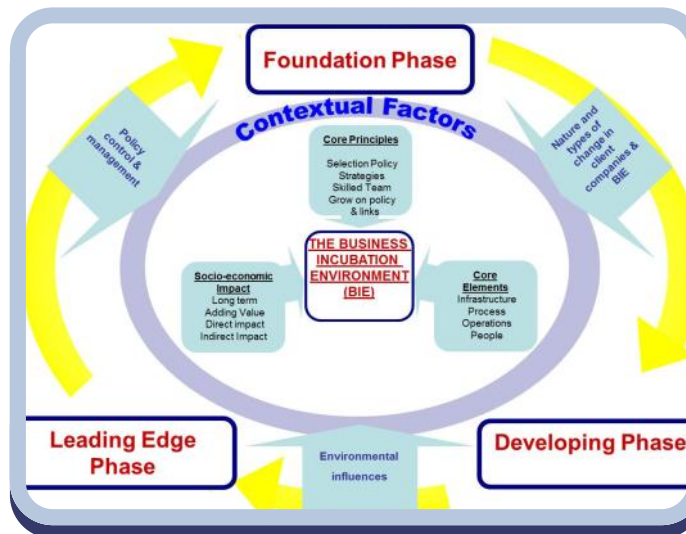 Foundation Phase
Contextual Factors
Policy
control &
management
Nature and
types of
change in
client
companies &
BIE
Core Principles
Selection Policy
Strategies
Skilled Team
Grow on policy
& links
THE BUSINESS
INCUBATION
ENVIRONMENT
(BIE)
Socio-economic
Impact
Long term
Adding Value
Direct impact
Indirect Impact
Core
Elements
Infrastructure
Process
Operations
People
Leading Edge
Phase
Environmental
influences
Developing Phase